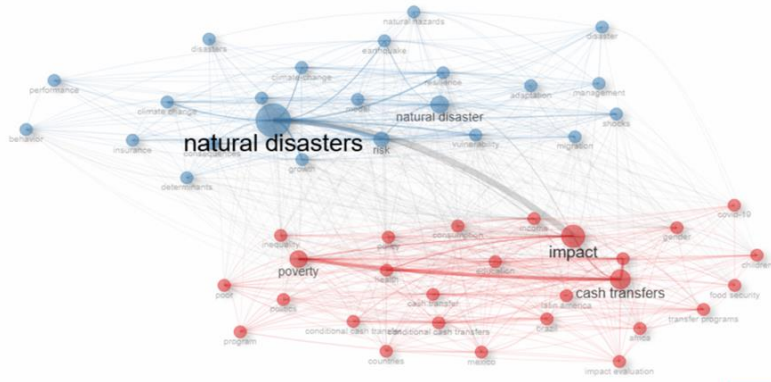 natural hazards
disaster
disasters
earthquake
climate-change
resilience
performance
adaptation
management
climate change
natural disaster
shocks
behavior
natural disasters
insurance
consequences
risk
vulnerability
migration
growth
determinants
covid-19
income
consumption
gender
inequality
policy
impact
children
poverty
health
education
poor
cash transfers
food security
cash transfer
latin america
politics
transfer programs
conditional cash transfer
conditional cash transfers
brazil
africa
program
countries
mexico
impact evaluation